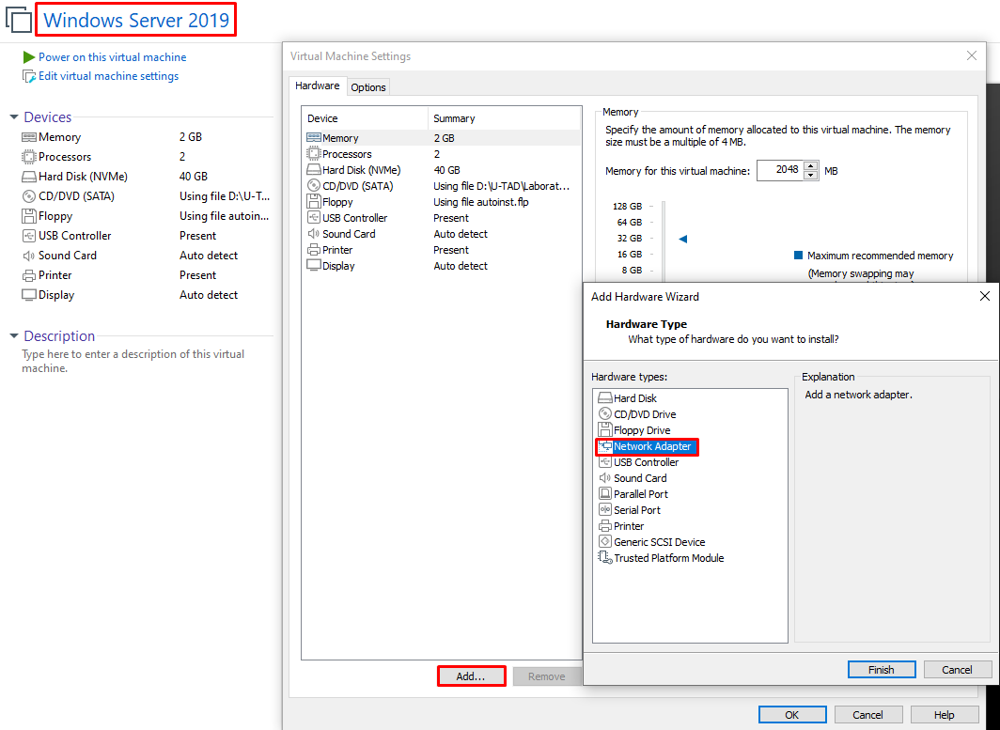 Windows Server 2019
Power on this virtual machine
Edit virtual machine settings
Devices
Memory 2 GB
Processors 2
Hard Disk (NVMe) 40 GB
CD/DVD (SATA) Using file D:\U-T...
Floppy Using file autoin...
USB Controller Present
Sound Card Auto detect
Printer Present
Display Auto detect
Description
Type here to enter a description of this virtual
machine.
Virtual Machine Settings
Hardware Options
Device Summary
Memory 2 GB
Processors 2
Hard Disk (NVMe) 40 GB
CD/DVD (SATA) Using file D:\U-TAD\Laborat...
Floppy Using file autoinst.flp
USB Controller Present
Sound Card Auto detect
Printer Present
Display Auto detect
Add... Remove
Memory
Specify the amount of memory allocated to this virtual machine. The memory
size must be a multiple of 4 MB.
Memory for this virtual machine: 2048 MB
128 GB
64 GB
32 GB
16 GB
8 GB
Maximum recommended memory
(Memory swapping may
Add Hardware Wizard
Hardware Type
What type of hardware do you want to install?
Hardware types:
Hard Disk
CD/DVD Drive
Floppy Drive
Network Adapter
USB Controller
Sound Card
Parallel Port
Serial Port
Printer
Generic SCSI Device
Trusted Platform Module
Explanation
Add a network adapter.
Finish Cancel
OK Cancel Help